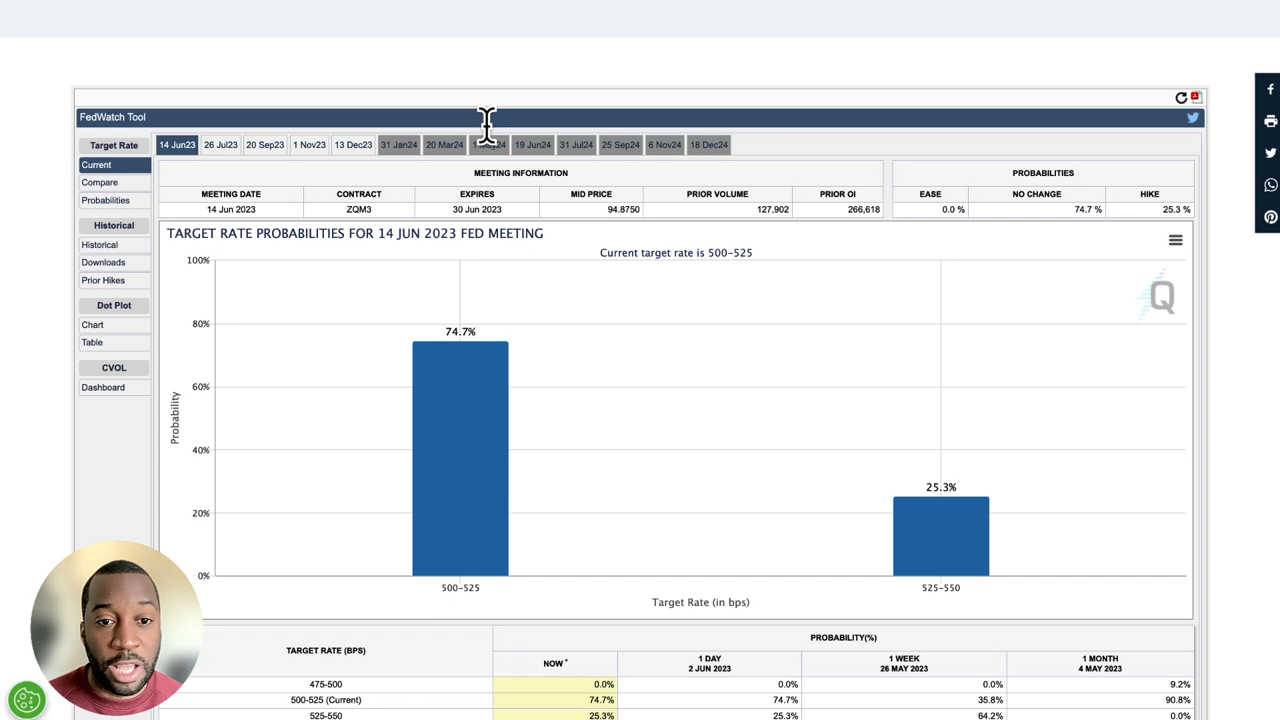 FedWatch Tool
Target Rate
Current
Compare
Probabilities
Historical
Historical
Downloads
Prior Hikes
Dot Plot
Chart
Table
CVOL
Dashboard
14 Jun23 26 Jul23 20 Sep23 1 Nov23 13 Dec23 31 Jan24 20 Mar24 1 May24 19 Jun24 31 Jul24 25 Sep24 6 Nov24 18 Dec24
MEETING INFORMATION
MEETING DATE CONTRACT EXPIRES MID PRICE PRIOR VOLUME PRIOR OI
14 Jun 2023 ZQM3 30 Jun 2023 94.8750 127,902 266,618
PROBABILITIES
EASE NO CHANGE HIKE
0.0 % 74.7 % 25.3 %
TARGET RATE PROBABILITIES FOR 14 JUN 2023 FED MEETING
Current target rate is 500-525
Q
100%
80%
60%
40%
20%
0%
Probability
74.7%
25.3%
500-525 525-550
Target Rate (in bps)
TARGET RATE (BPS) PROBABILITY(%)
NOW * 1 DAY 1 WEEK 1 MONTH
2 JUN 2023 26 MAY 2023 4 MAY 2023
475-500 0.0% 0.0% 0.0% 9.2%
500-525 (Current) 74.7% 74.7% 35.8% 90.8%
525-550 25.3% 25.3% 64.2% 0.0%